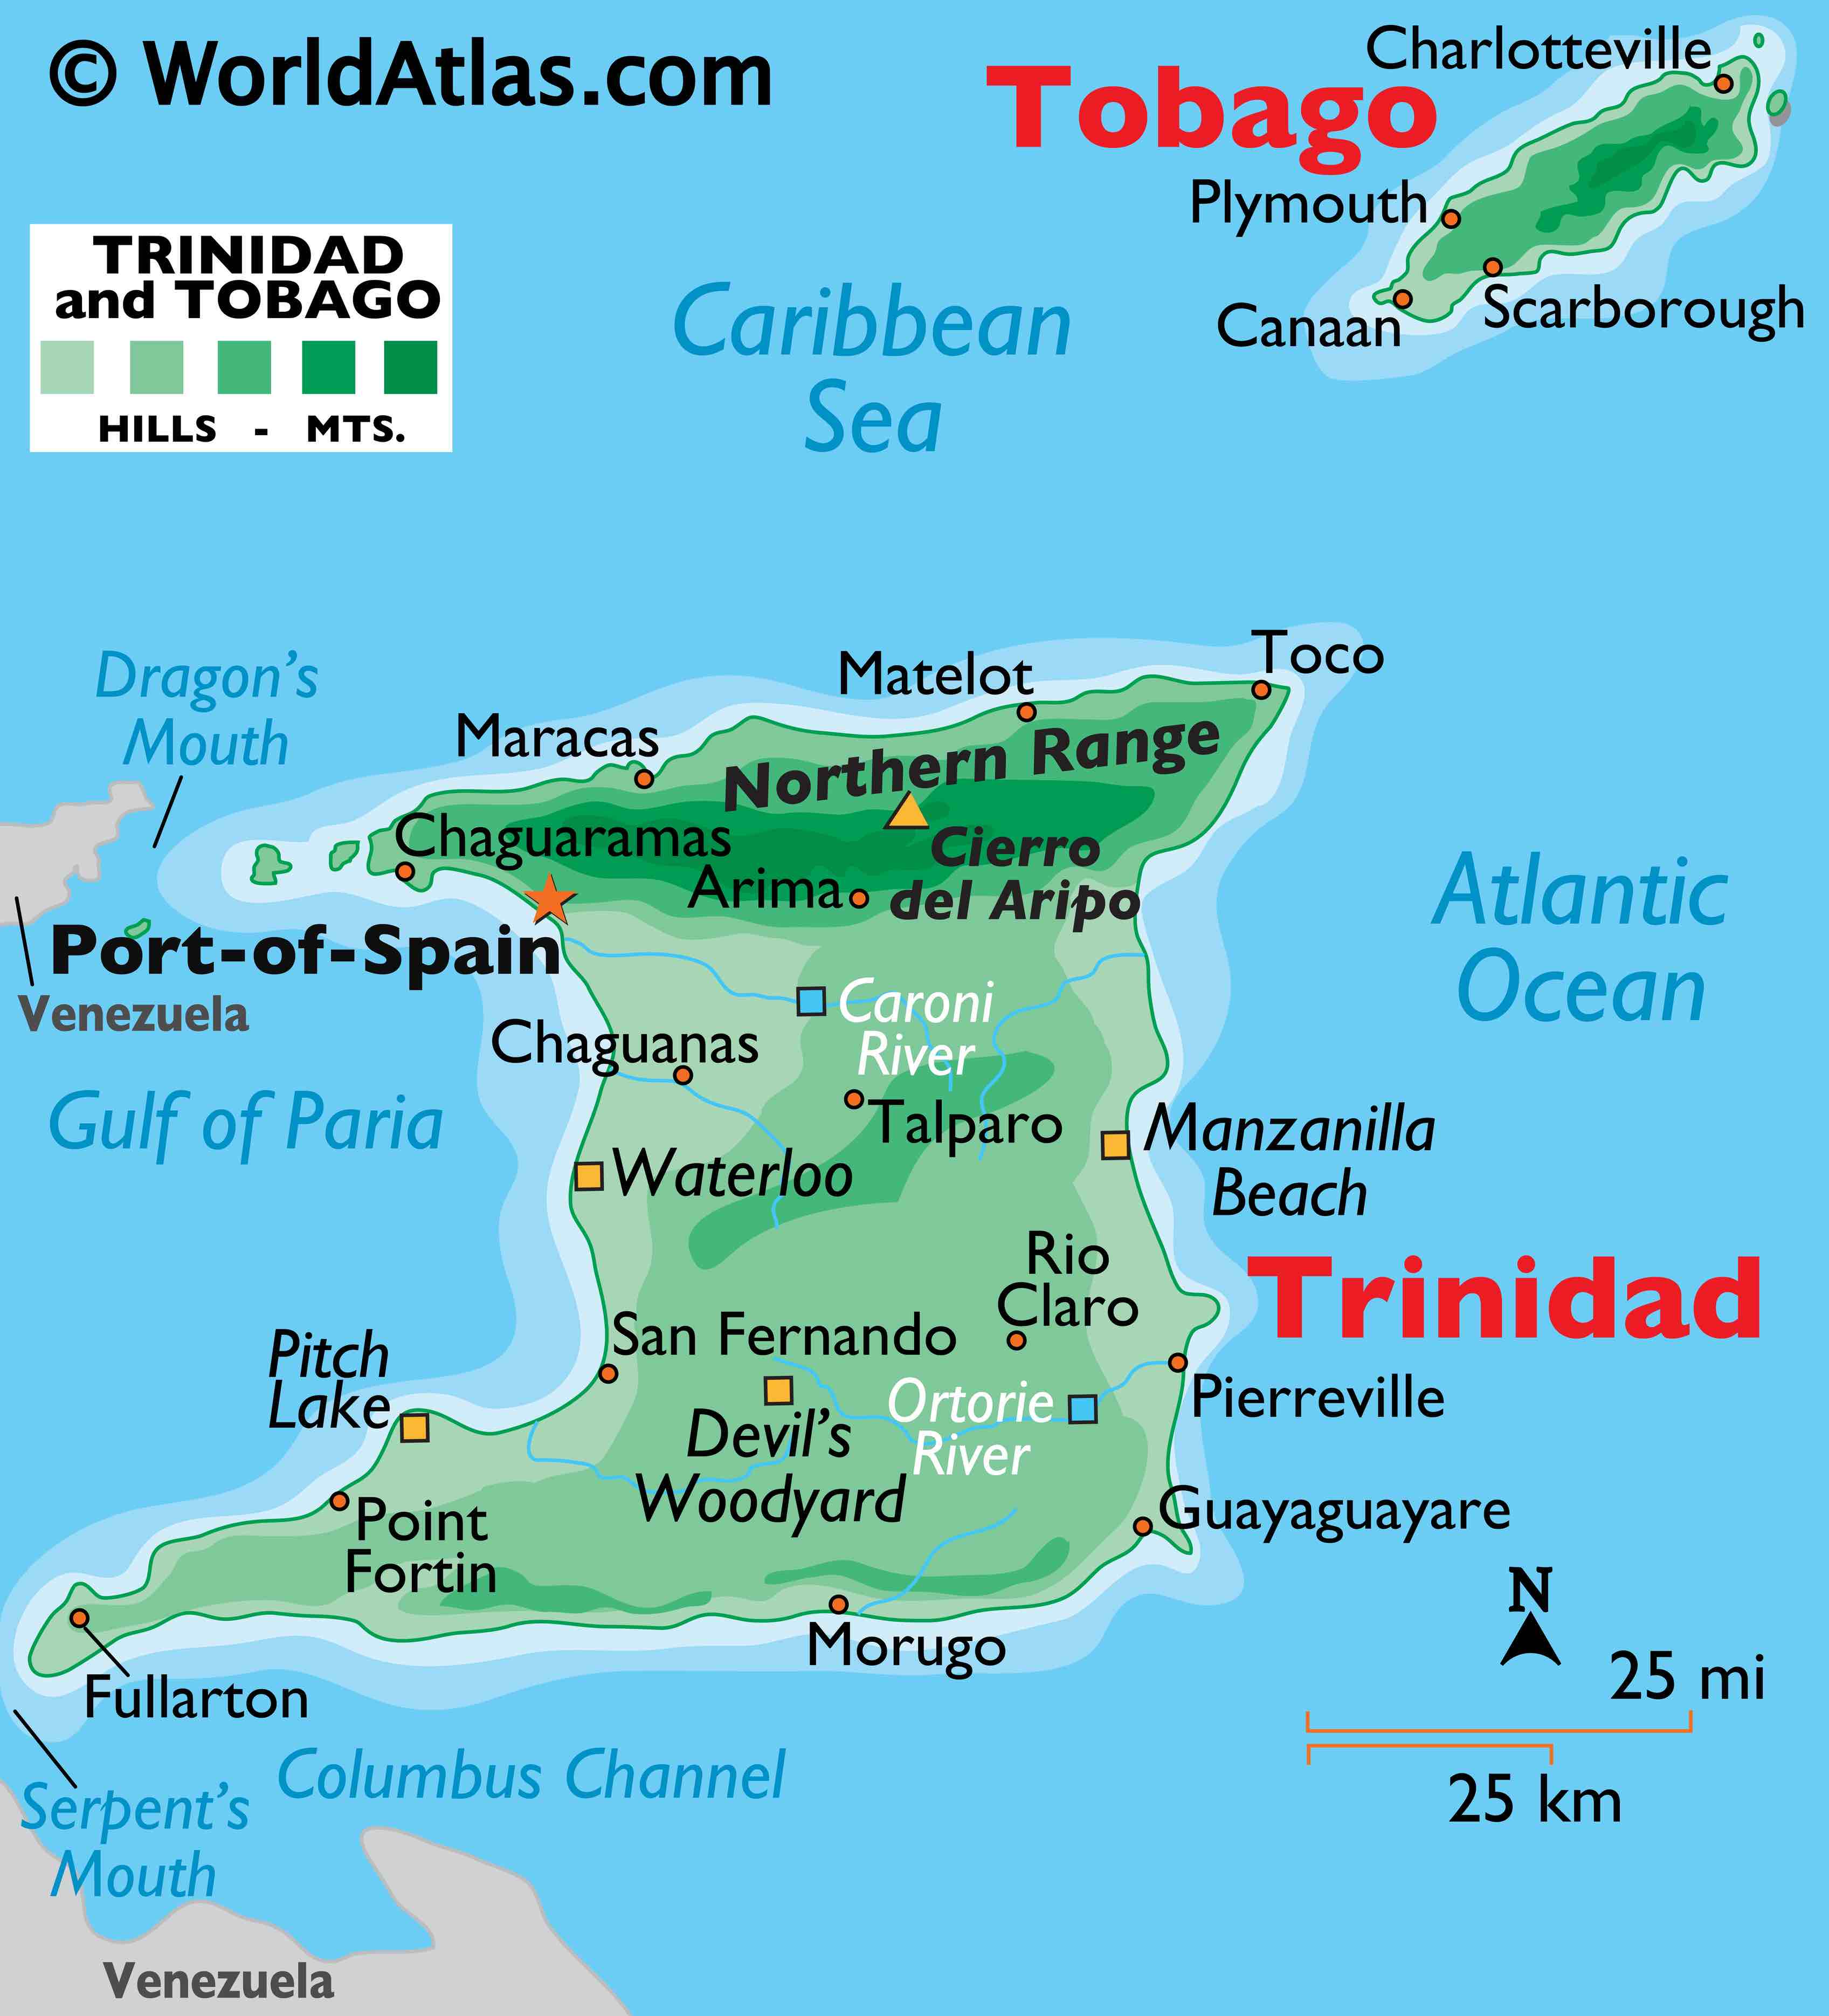 © WorldAtlas.com
Tobago
Charlotteville
Plymouth
Scarborough
Canaan
TRINIDAD
and TOBAGO
HILLS - MTS.
Caribbean
Sea
Dragon's
Mouth
Toco
Matelot
Maracas
Northern Range
Chaguaramas
Cierro
del Aripo
Arima
Port-of-Spain
Venezuela
Atlantic
Ocean
Caroni
River
Chaguanas
Gulf of Paria
Talparo
Manzanilla
Beach
Waterloo
Rio
Claro
Trinidad
San Fernando
Pitch
Lake
Devil's
Woodyard
Ortorie
River
Pierreville
Point
Fortin
Guayaguayare
Morugo
Fullarton
N
25 mi
25 km
Columbus Channel
Serpent's
Mouth
Venezuela